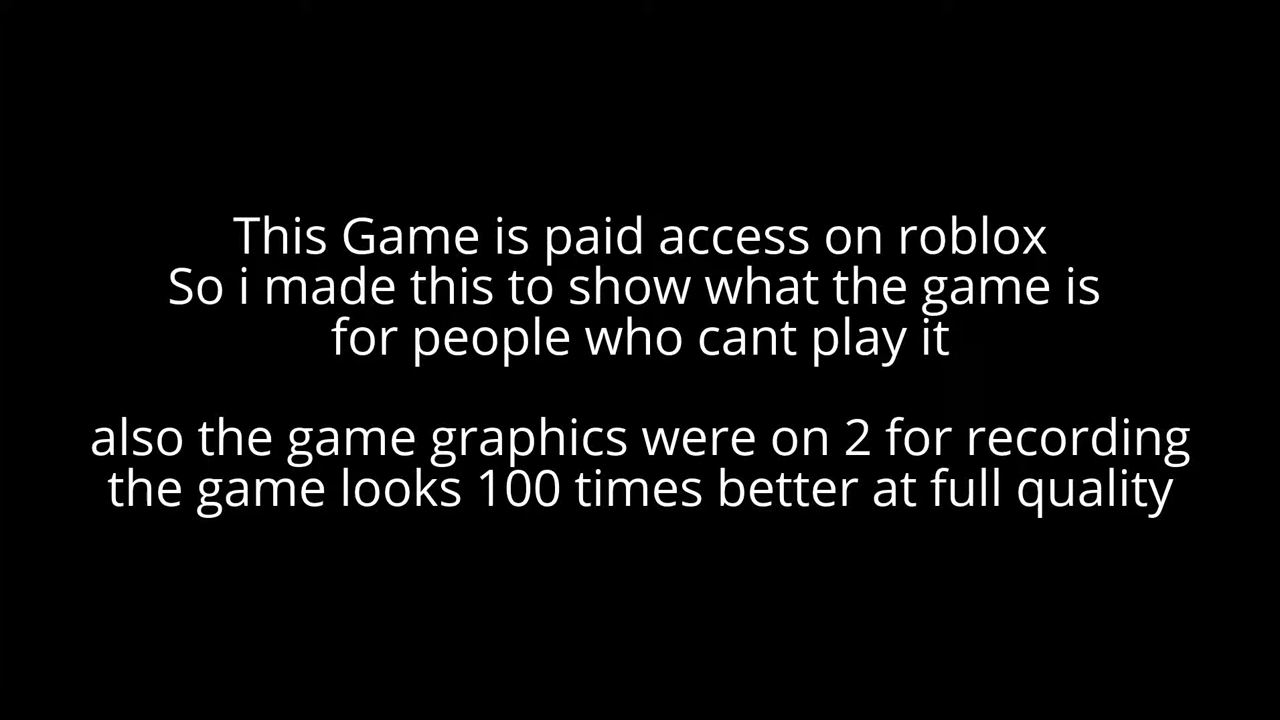 This Game is paid access on roblox
So i made this to show what the game is
for people who cant play it
also the game graphics were on 2 for recording
the game looks 100 times better at full quality